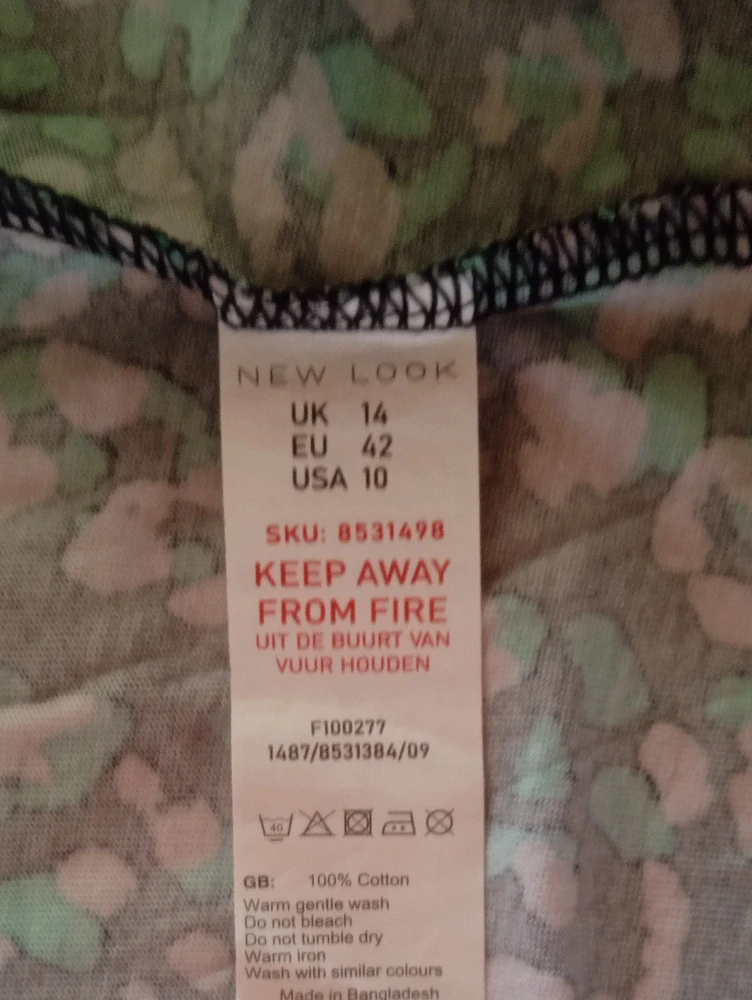 NEW LOOK
UK 14
EU 42
USA 10
SKU: 8531498
KEEP AWAY
FROM FIRE
UIT DE BUURT VAN
VUUR HOUDEN
F100277
1487/8531384/09
40
GB: 100% Cotton
Warm gentle wash
Do not bleach
Do not tumble dry
Warm iron
Wash with similar colours
Made in Bangladesh